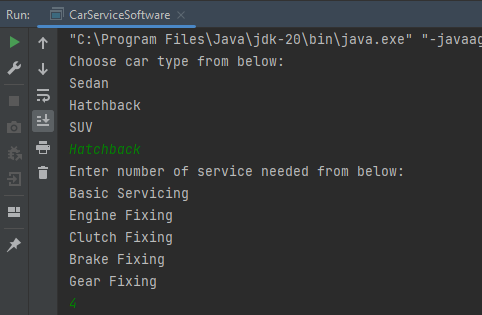 Run: CarServiceSoftware
"C:\Program Files\Java\jdk-20\bin\java.exe" "-javaag
Choose car type from below:
Sedan
Hatchback
SUV
Hatchback
Enter number of service needed from below:
Basic Servicing
Engine Fixing
Clutch Fixing
Brake Fixing
Gear Fixing
4